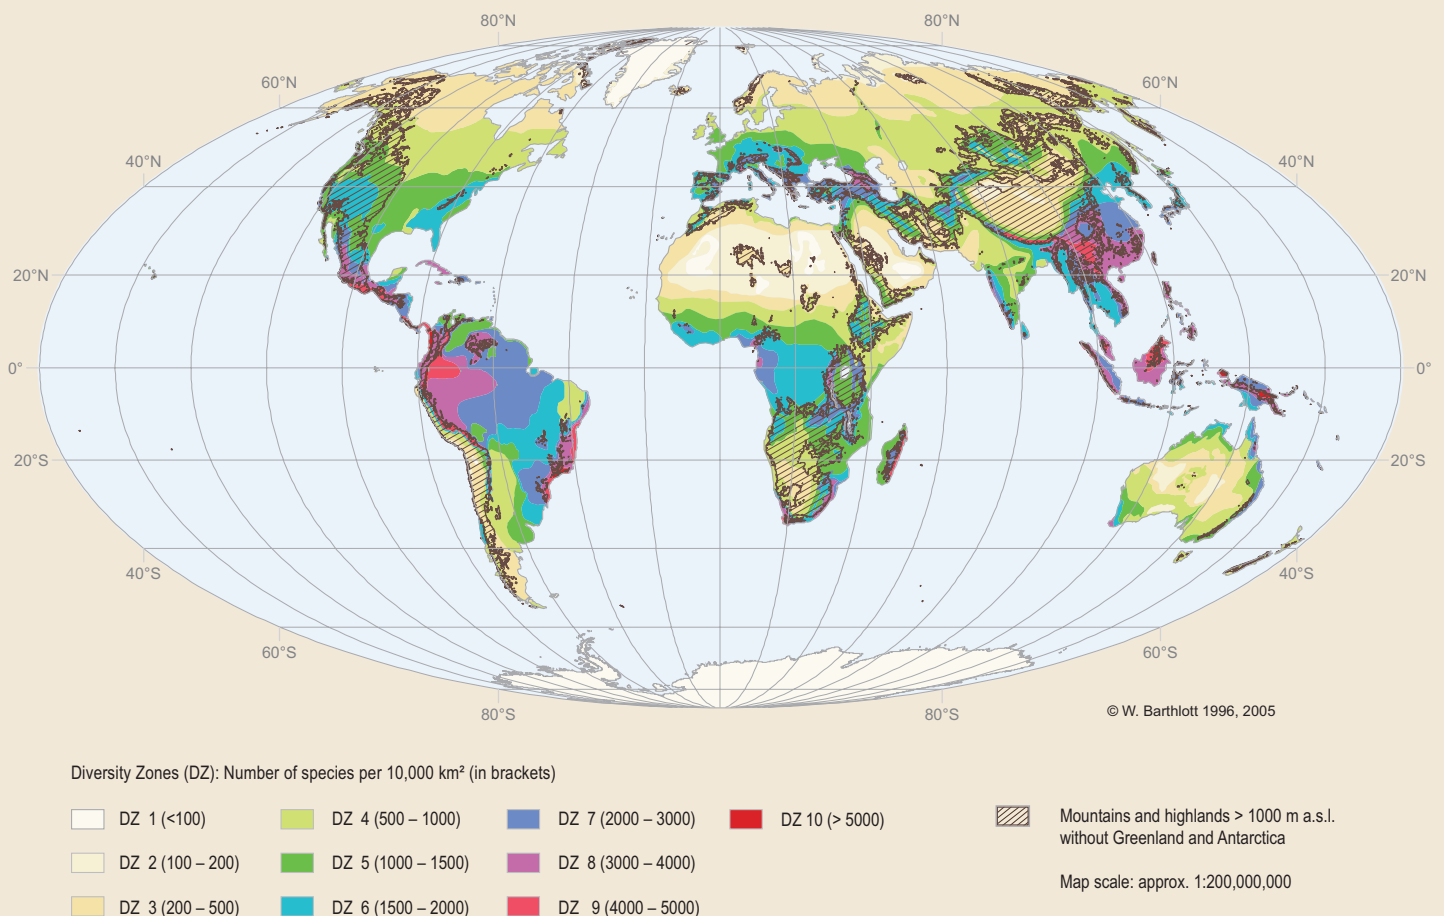 80°N 80°N
60°N 60°N
40°N 40°N
20°N 20°N
0° 0°
20°S 20°S
40°S 40°S
60°S 60°S
80°S 80°S
© W. Barthlott 1996, 2005
Diversity Zones (DZ): Number of species per 10,000 km² (in brackets)
DZ 1 (<100) DZ 4 (500 – 1000) DZ 7 (2000 – 3000) DZ 10 (> 5000)
DZ 2 (100 – 200) DZ 5 (1000 – 1500) DZ 8 (3000 – 4000)
DZ 3 (200 – 500) DZ 6 (1500 – 2000) DZ 9 (4000 – 5000)
Mountains and highlands > 1000 m a.s.l.
without Greenland and Antarctica
Map scale: approx. 1:200,000,000